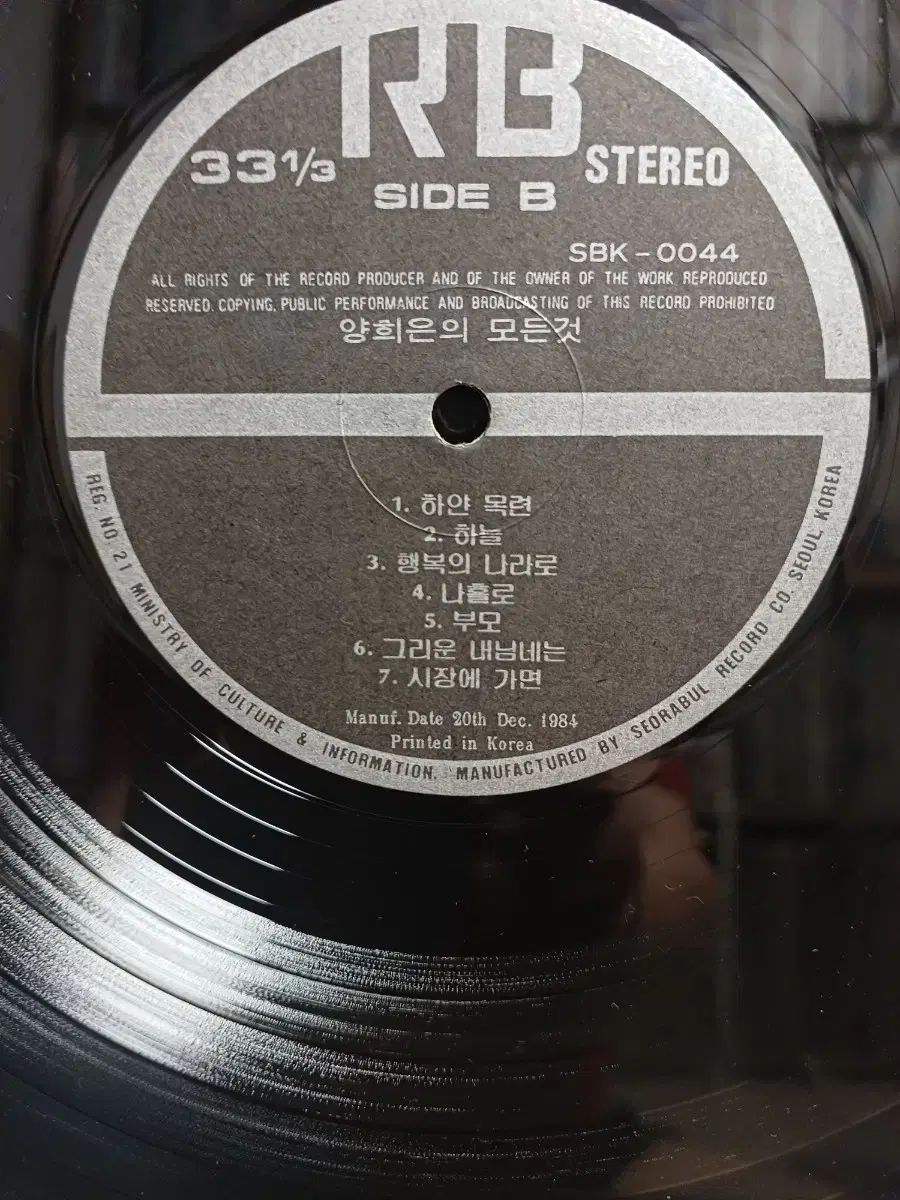 RB
33 1/3
STEREO
SIDE B
SBK-0044
ALL RIGHTS OF THE RECORD PRODUCER AND OF THE OWNER OF THE WORK REPRODUCED
RESERVED. COPYING, PUBLIC PERFORMANCE AND BROADCASTING OF THIS RECORD PROHIBITED
양희은의 모든것
1. 하얀 목련
2. 하늘
3. 행복의 나라로
4. 나홀로
5. 부모
6. 그리운 내님네는
7. 시장에 가면
Manuf. Date 20th Dec. 1984
Printed in Korea
REG. NO. 21 MINISTRY OF CULTURE & INFORMATION. MANUFACTURED BY SEORABUL RECORD CO. SEOUL KOREA